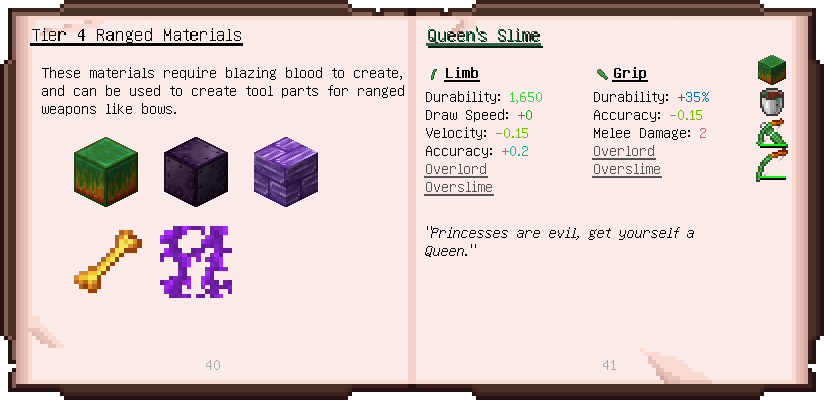 Tier 4 Ranged Materials
These materials require blazing blood to create,
and can be used to create tool parts for ranged
weapons like bows.
40
Queen's Slime
Limb
Durability: 1,650
Draw Speed: +0
Velocity: -0.15
Accuracy: +0.2
Overlord
Overslime
Grip
Durability: +35%
Accuracy: -0.15
Melee Damage: 2
Overlord
Overslime
"Princesses are evil, get yourself a
Queen."
41